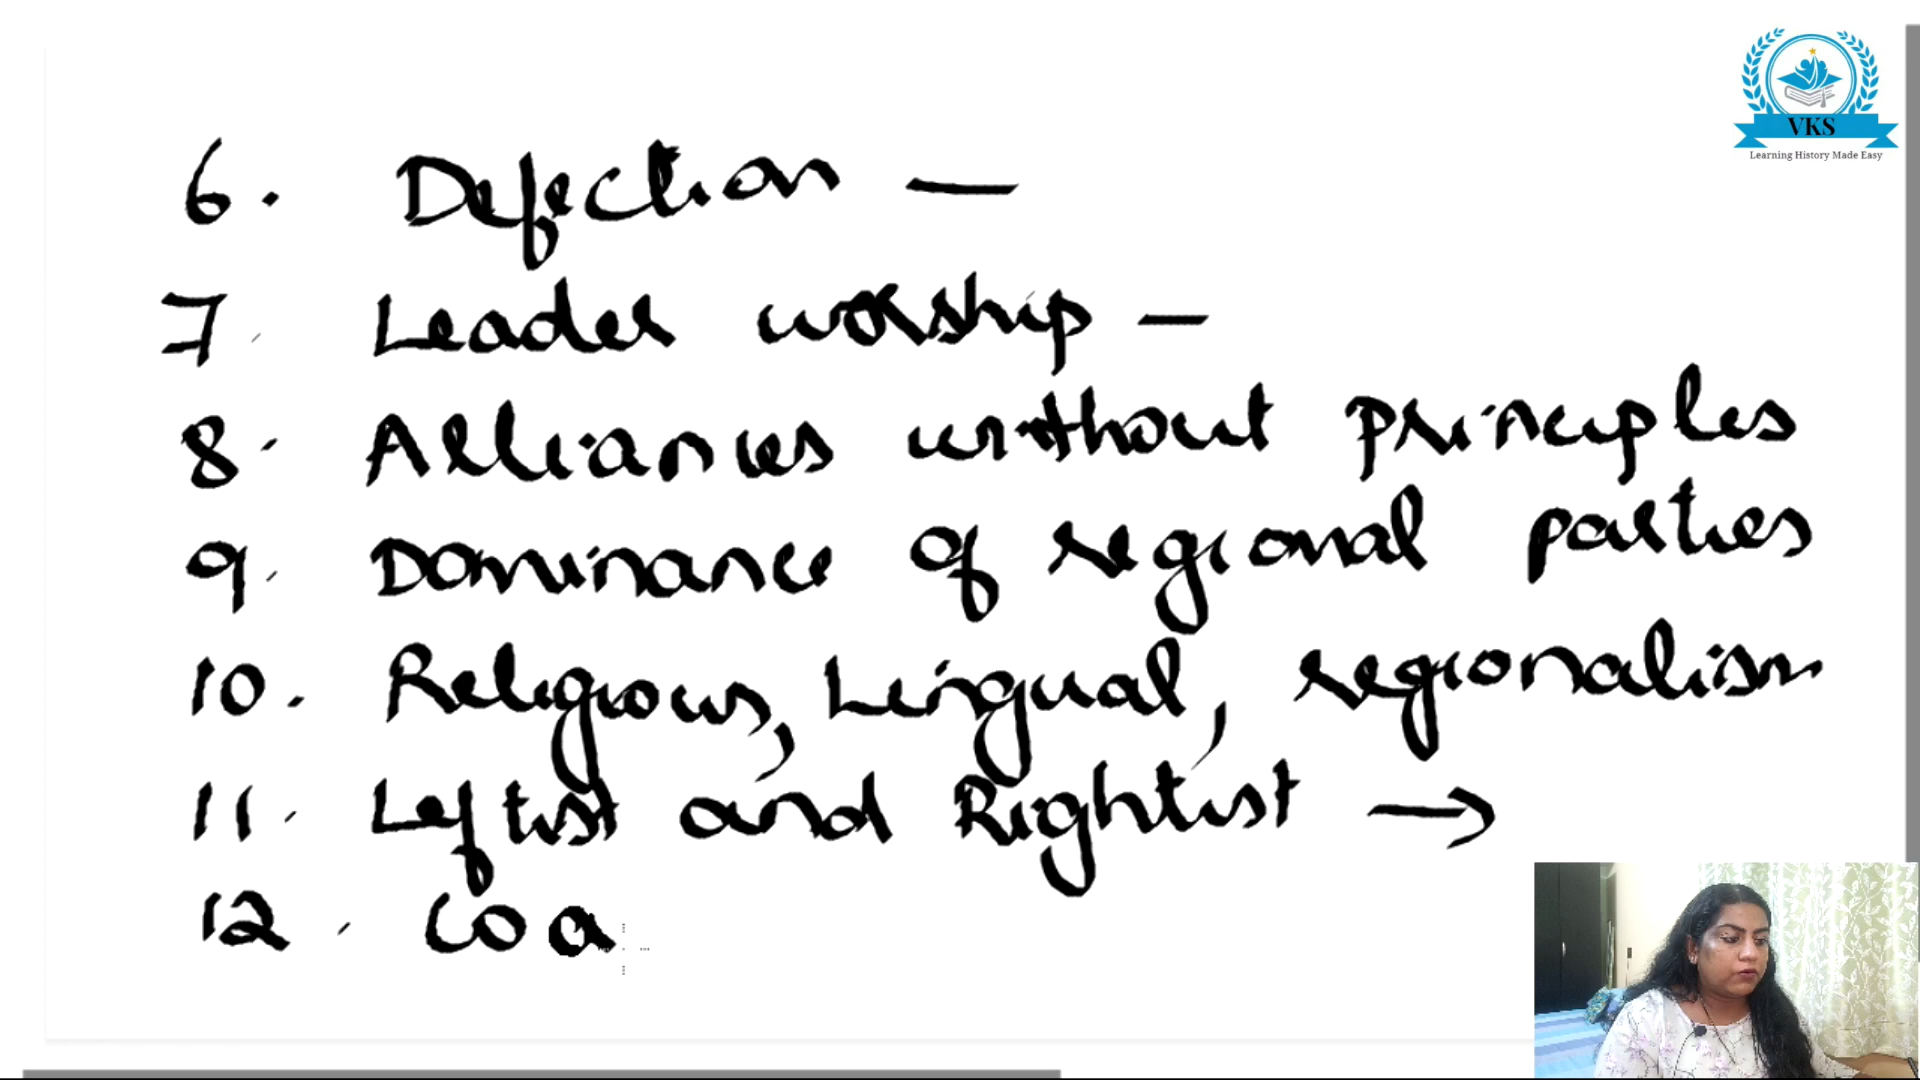 VKS
Learning History Made Easy
6. Defection —
7. Leader worship —
8. Alliances without principles
9. Dominance of regional parties
10. Religious, Lingual, regionalism
11. Leftist and Rightist →
12. Coa